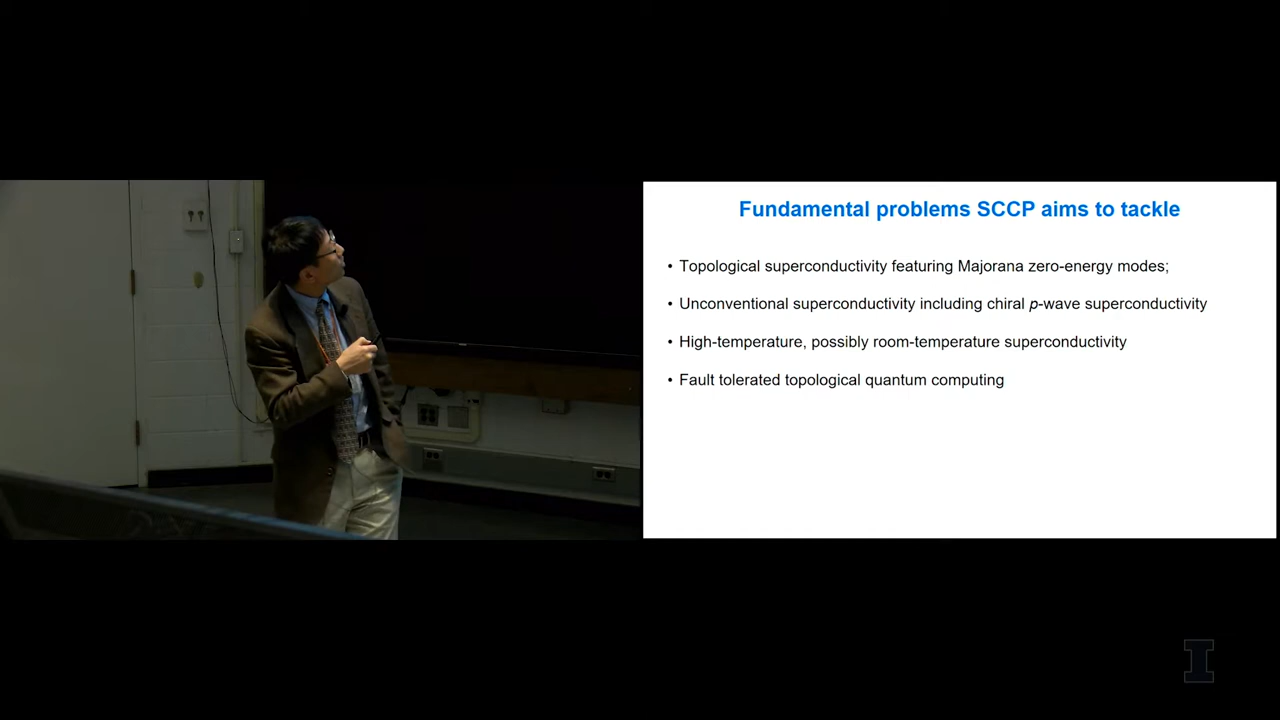 Fundamental problems SCCP aims to tackle
• Topological superconductivity featuring Majorana zero-energy modes;
• Unconventional superconductivity including chiral p-wave superconductivity
• High-temperature, possibly room-temperature superconductivity
• Fault tolerated topological quantum computing